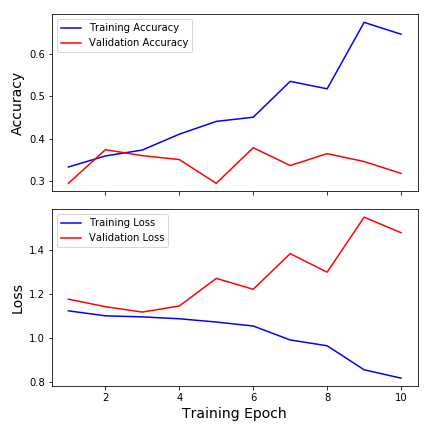 Training Accuracy
Validation Accuracy
0.6
0.5
0.4
0.3
Accuracy
Training Loss
Validation Loss
1.4
1.2
1.0
0.8
Loss
2 4 6 8 10
Training Epoch